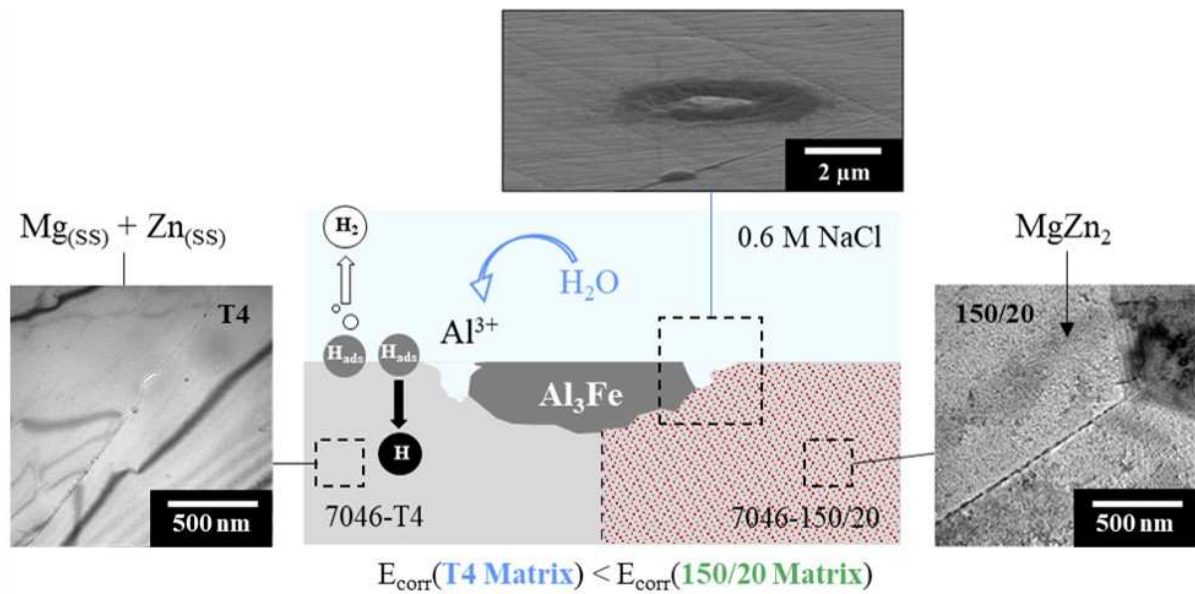 2 µm
Mg(SS) + Zn(SS)
H₂
0.6 M NaCl
MgZn₂
T4
H₂O
150/20
Al³⁺
Hads
Hads
Al₃Fe
H
500 nm
7046-T4
7046-150/20
500 nm
Ecorr(T4 Matrix) < Ecorr(150/20 Matrix)